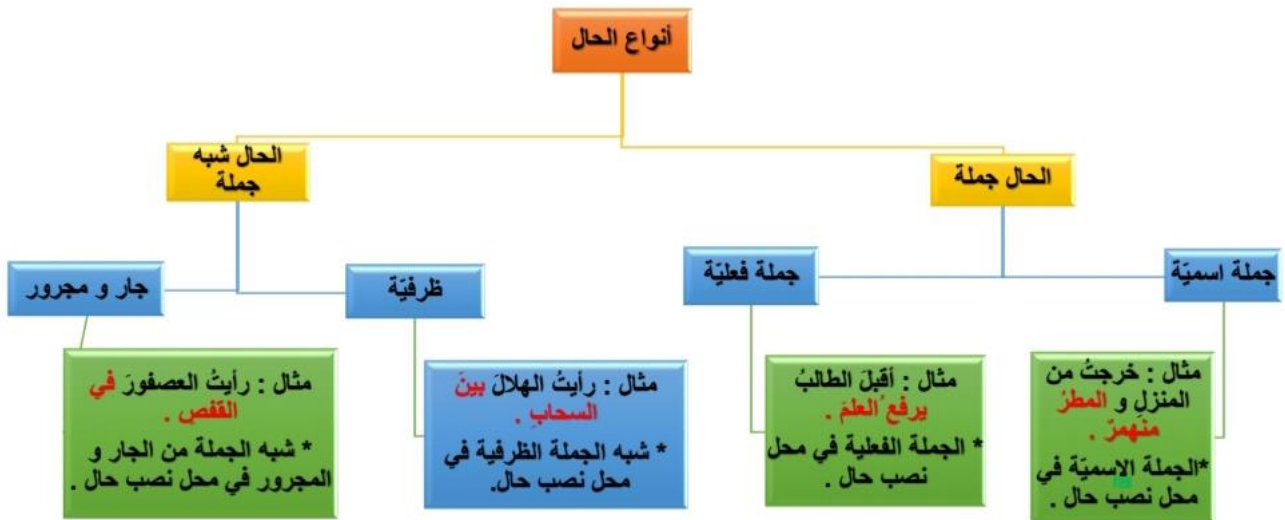 أنواع الحال
الحال جملة
الحال شبه
جملة
جملة اسميّة
جملة فعليّة
ظرفيّة
جار و مجرور
مثال : خرجتُ من
المنزلِ و المطرُ
منهمرٌ .
*الجملة الاسميّة في
محل نصب حال .
مثال : أقبلَ الطالبُ
يرفعُ العلمَ .
* الجملة الفعلية في محل
نصب حال .
مثال : رأيتُ الهلالَ بينَ
السحابِ .
* شبه الجملة الظرفية في
محل نصب حال.
مثال : رأيتُ العصفورَ في
القفصِ .
* شبه الجملة من الجار و
المجرور في محل نصب حال .